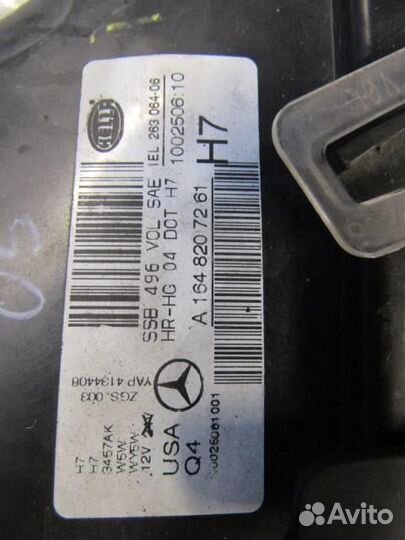 HELLA
1EL 263 064-06
1002506:10
H7
SSB 496 VOL SAE
HR-HG 04 DOT H7
A 164 820 72 61
ZGS. 003
YAP 4134408
H7
H7
3457AK
W5W
WY5W
12V
USA
Q4
Avito